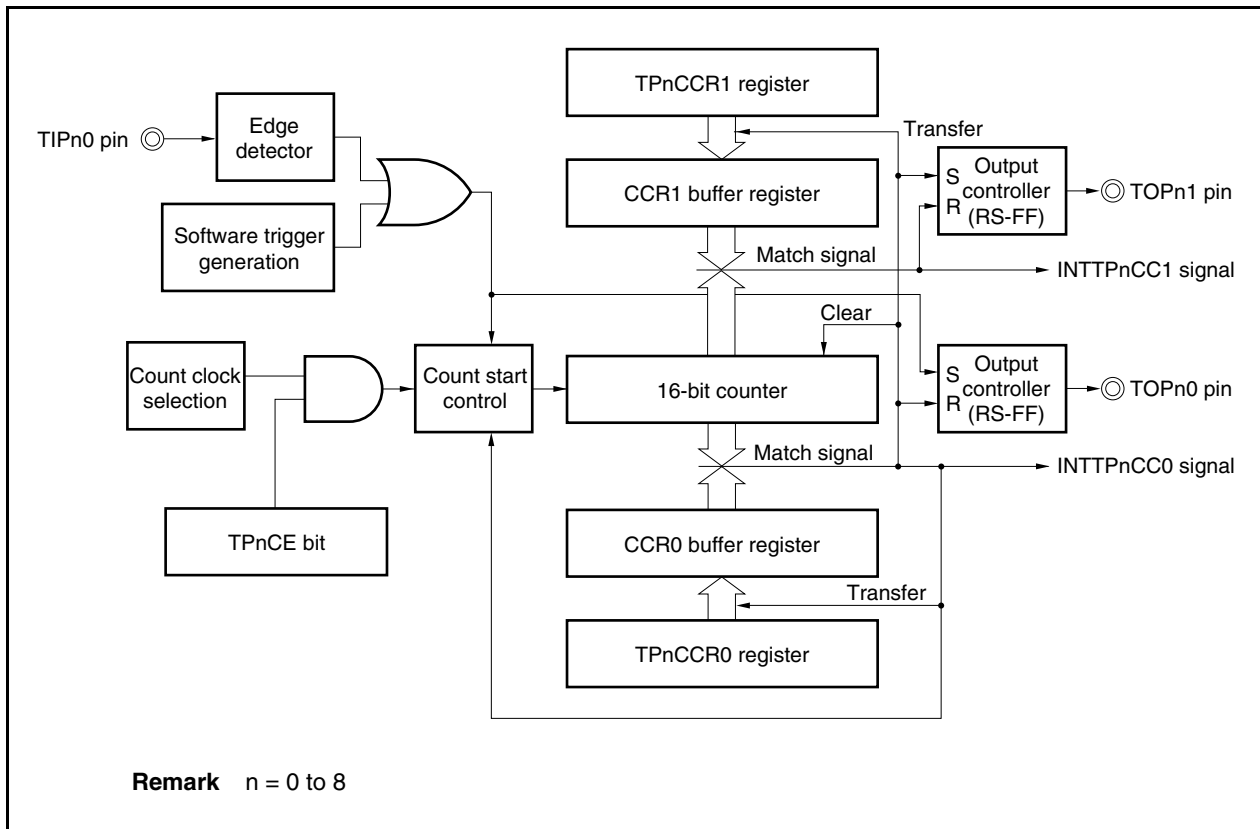 TPnCCR1 register
TIPn0 pin
Edge
detector
Transfer
Software trigger
generation
CCR1 buffer register
S
R
Output
controller
(RS-FF)
TOPn1 pin
Match signal
INTTPnCC1 signal
Clear
Count clock
selection
Count start
control
16-bit counter
S
R
Output
controller
(RS-FF)
TOPn0 pin
Match signal
INTTPnCC0 signal
TPnCE bit
CCR0 buffer register
Transfer
TPnCCR0 register
Remark n = 0 to 8